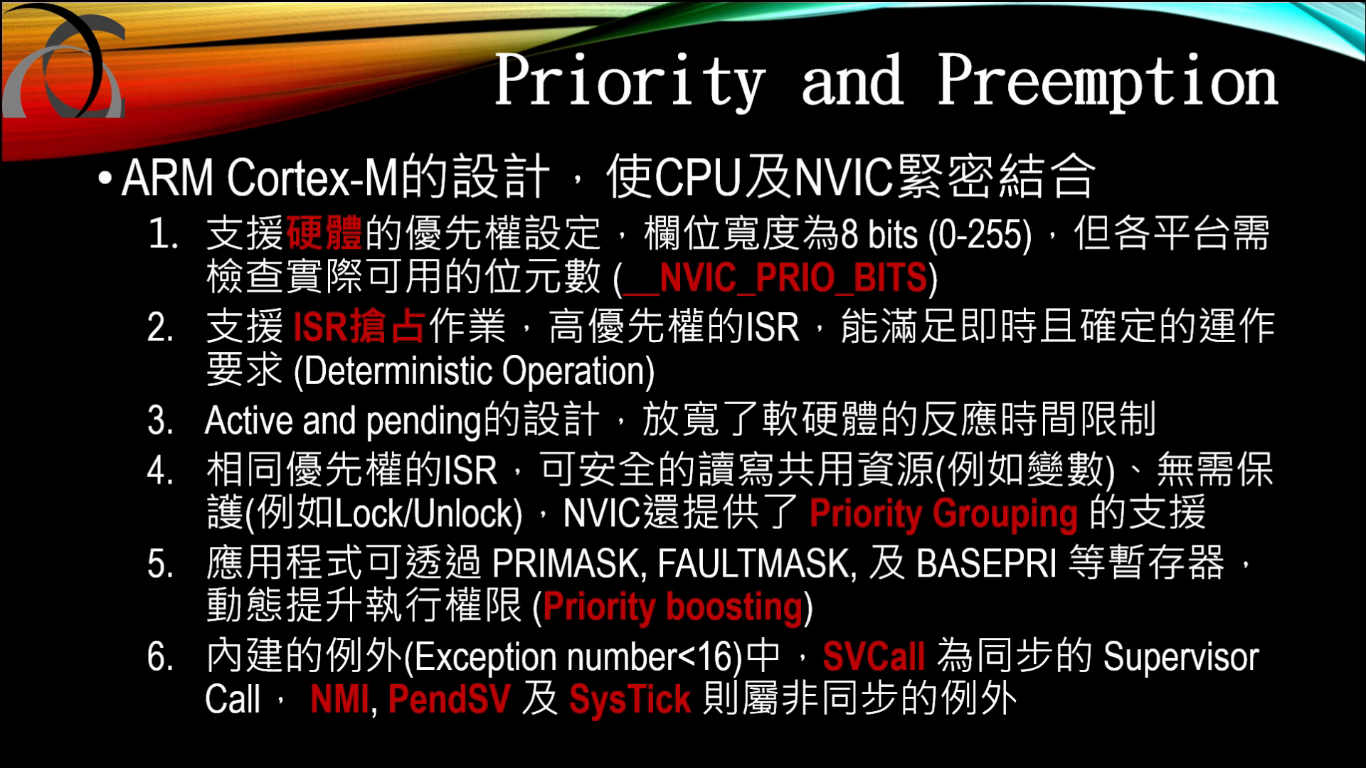 Priority and Preemption
• ARM Cortex-M的設計，使CPU及NVIC緊密結合
1. 支援硬體的優先權設定，欄位寬度為8 bits (0-255)，但各平台需
檢查實際可用的位元數 (__NVIC_PRIO_BITS)
2. 支援 ISR搶占作業，高優先權的ISR，能滿足即時且確定的運作
要求 (Deterministic Operation)
3. Active and pending的設計，放寬了軟硬體的反應時間限制
4. 相同優先權的ISR，可安全的讀寫共用資源(例如變數)、無需保
護(例如Lock/Unlock)，NVIC還提供了 Priority Grouping 的支援
5. 應用程式可透過 PRIMASK, FAULTMASK, 及 BASEPRI 等暫存器，
動態提升執行權限 (Priority boosting)
6. 內建的例外(Exception number<16)中，SVCall 為同步的 Supervisor
Call， NMI, PendSV 及 SysTick 則屬非同步的例外